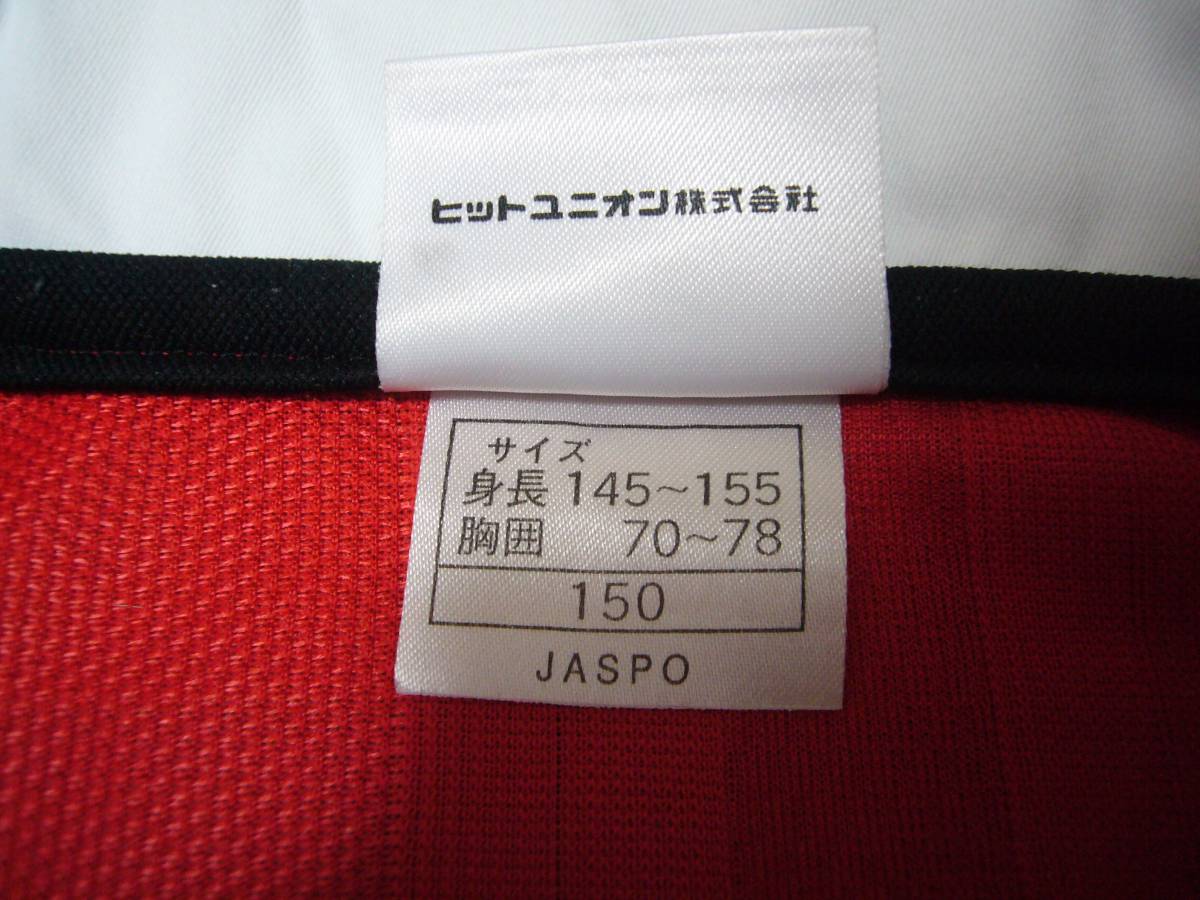 ヒットユニオン株式会社
サイズ
身長 145~155
胸囲 70~78
150
JASPO